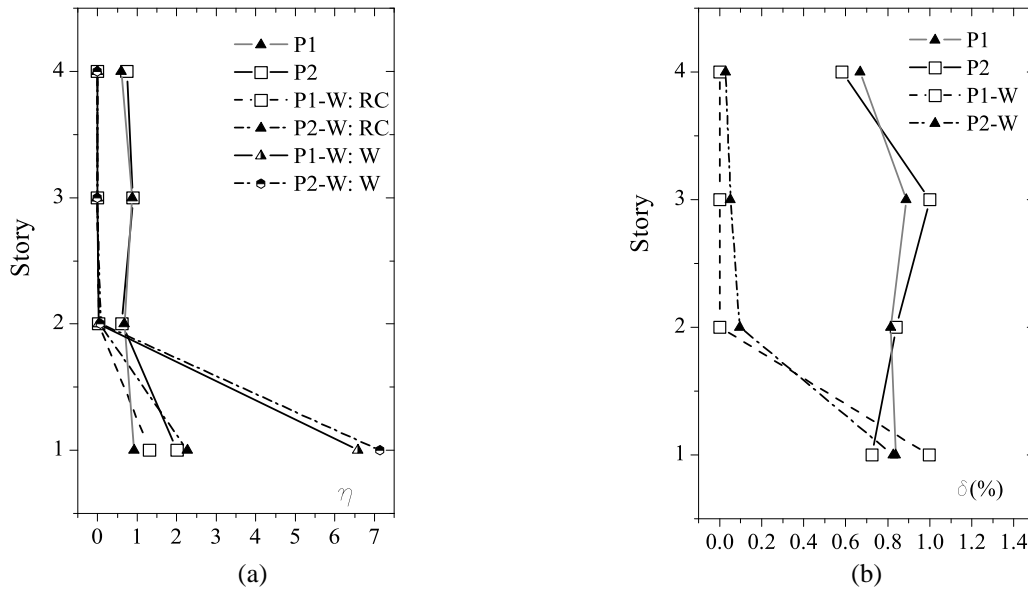 P1
P2
P1-W: RC
P2-W: RC
P1-W: W
P2-W: W
4
3
2
1
Story
η
0 1 2 3 4 5 6 7
(a)
P1
P2
P1-W
P2-W
4
3
2
1
Story
δ(%)
0.0 0.2 0.4 0.6 0.8 1.0 1.2 1.4
(b)